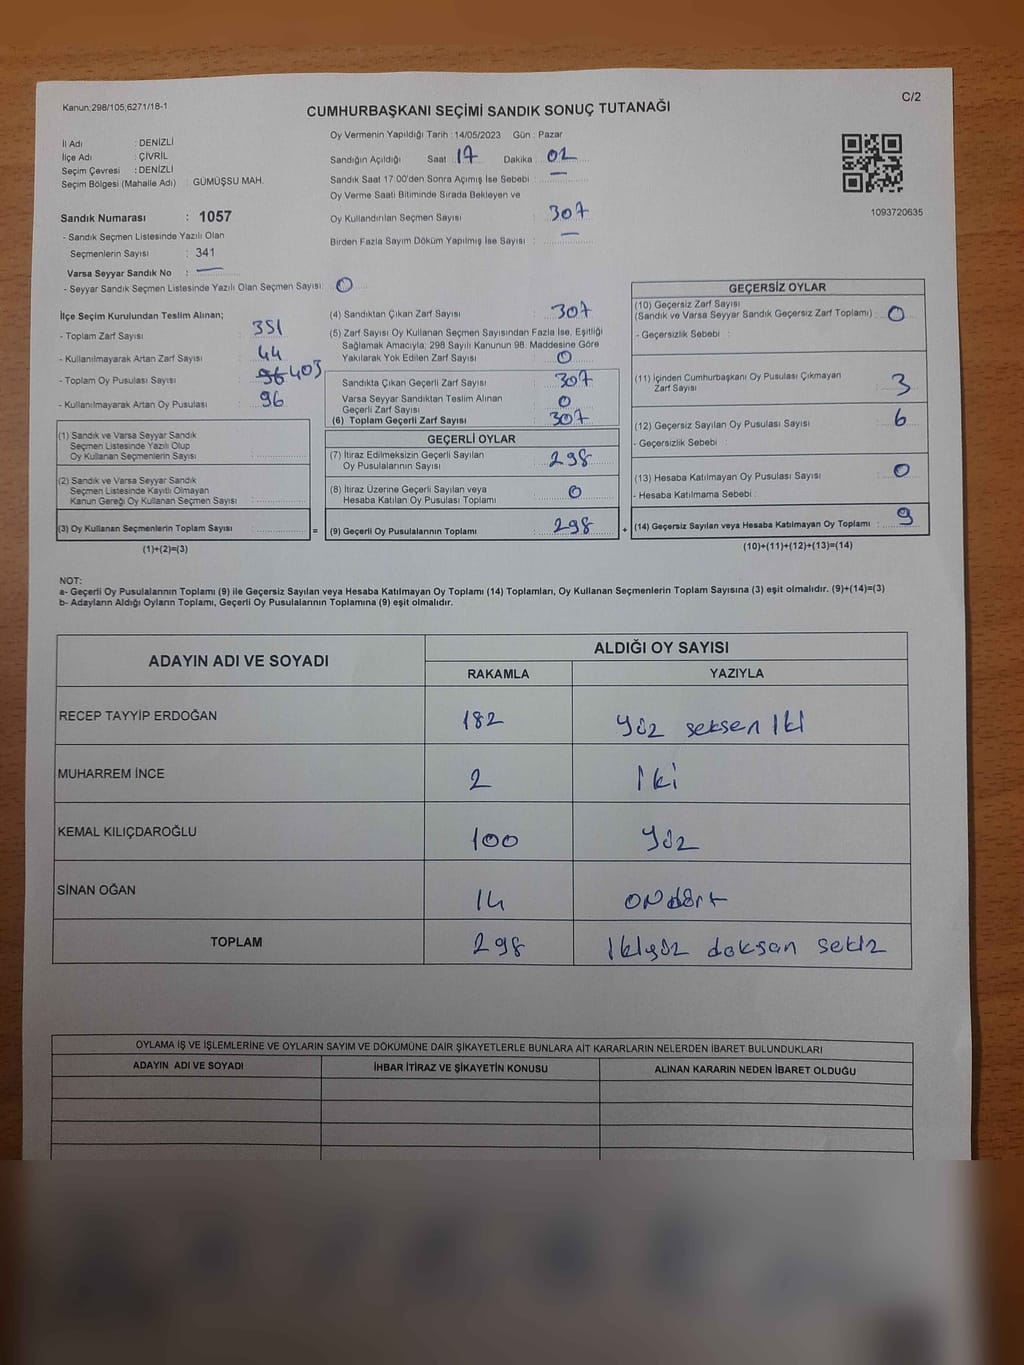 Kanun;298/105;6271/18-1
C/2
CUMHURBAŞKANI SEÇİMİ SANDIK SONUÇ TUTANAĞI
İl Adı : DENİZLİ
İlçe Adı : ÇİVRİL
Seçim Çevresi : DENİZLİ
Seçim Bölgesi (Mahalle Adı) : GÜMÜŞSU MAH.
Oy Vermenin Yapıldığı Tarih : 14/05/2023 Gün : Pazar
Sandığın Açıldığı Saat : 17 Dakika : 02
Sandık Saat 17:00'den Sonra Açımış İse Sebebi : —
Oy Verme Saati Bitiminde Sırada Bekleyen ve
Oy Kullandırılan Seçmen Sayısı 307
Birden Fazla Sayım Döküm Yapılmış İse Sayısı : —
1093720635
Sandık Numarası : 1057
- Sandık Seçmen Listesinde Yazılı Olan
Seçmenlerin Sayısı : 341
Varsa Seyyar Sandık No : —
- Seyyar Sandık Seçmen Listesinde Yazılı Olan Seçmen Sayısı: 0
İlçe Seçim Kurulundan Teslim Alınan;
- Toplam Zarf Sayısı : 351
- Kullanılmayarak Artan Zarf Sayısı : 44
- Toplam Oy Pusulası Sayısı : 96 403
- Kullanılmayarak Artan Oy Pusulası : 96
(1) Sandık ve Varsa Seyyar Sandık
Seçmen Listesinde Yazılı Olup
Oy Kullanan Seçmenlerin Sayısı :
(2) Sandık ve Varsa Seyyar Sandık
Seçmen Listesinde Kayıtlı Olmayan
Kanun Gereği Oy Kullanan Seçmen Sayısı :
(3) Oy Kullanan Seçmenlerin Toplam Sayısı : =
(1)+(2)=(3)
(4) Sandıktan Çıkan Zarf Sayısı : 307
(5) Zarf Sayısı Oy Kullanan Seçmen Sayısından Fazla İse, Eşitliği
Sağlamak Amacıyla; 298 Sayılı Kanunun 98. Maddesine Göre
Yakılarak Yok Edilen Zarf Sayısı : 0
Sandıkta Çıkan Geçerli Zarf Sayısı : 307
Varsa Seyyar Sandıktan Teslim Alınan
Geçerli Zarf Sayısı : 0
(6) Toplam Geçerli Zarf Sayısı : 307
GEÇERLİ OYLAR
(7) İtiraz Edilmeksizin Geçerli Sayılan
Oy Pusulalarının Sayısı : 298
(8) İtiraz Üzerine Geçerli Sayılan veya
Hesaba Katılan Oy Pusulası Toplamı : 0
(9) Geçerli Oy Pusulalarının Toplamı : 298 +
GEÇERSİZ OYLAR
(10) Geçersiz Zarf Sayısı
(Sandık ve Varsa Seyyar Sandık Geçersiz Zarf Toplamı) : 0
- Geçersizlik Sebebi :
(11) İçinden Cumhurbaşkanı Oy Pusulası Çıkmayan
Zarf Sayısı : 3
(12) Geçersiz Sayılan Oy Pusulası Sayısı : 6
- Geçersizlik Sebebi :
(13) Hesaba Katılmayan Oy Pusulası Sayısı : 0
- Hesaba Katılmama Sebebi :
(14) Geçersiz Sayılan veya Hesaba Katılmayan Oy Toplamı : 9
(10)+(11)+(12)+(13)=(14)
NOT:
a- Geçerli Oy Pusulalarının Toplamı (9) ile Geçersiz Sayılan veya Hesaba Katılmayan Oy Toplamı (14) Toplamları, Oy Kullanan Seçmenlerin Toplam Sayısına (3) eşit olmalıdır. (9)+(14)=(3)
b- Adayların Aldığı Oyların Toplamı, Geçerli Oy Pusulalarının Toplamına (9) eşit olmalıdır.
ADAYIN ADI VE SOYADI
ALDIĞI OY SAYISI
RAKAMLA YAZIYLA
RECEP TAYYİP ERDOĞAN 182 Yüz seksen iki
MUHARREM İNCE 2 İki
KEMAL KILIÇDAROĞLU 100 Yüz
SİNAN OĞAN 14 ondört
TOPLAM 298 İkiyüz doksan sekiz
OYLAMA İŞ VE İŞLEMLERİNE VE OYLARIN SAYIM VE DÖKÜMÜNE DAİR ŞİKAYETLERLE BUNLARA AİT KARARLARIN NELERDEN İBARET BULUNDUKLARI
ADAYIN ADI VE SOYADI İHBAR İTİRAZ VE ŞİKAYETİN KONUSU ALINAN KARARIN NEDEN İBARET OLDUĞU